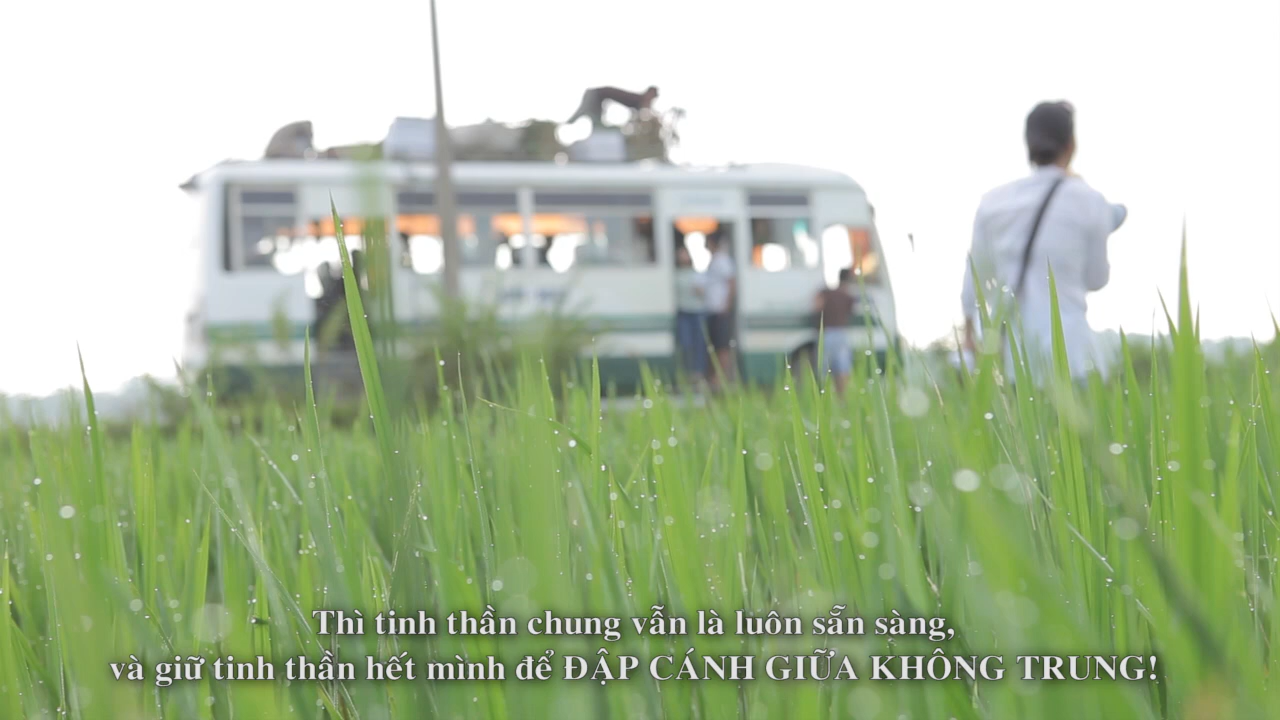 Thì tinh thần chung vẫn là luôn sẵn sàng,
và giữ tinh thần hết mình để ĐẬP CÁNH GIỮA KHÔNG TRUNG!